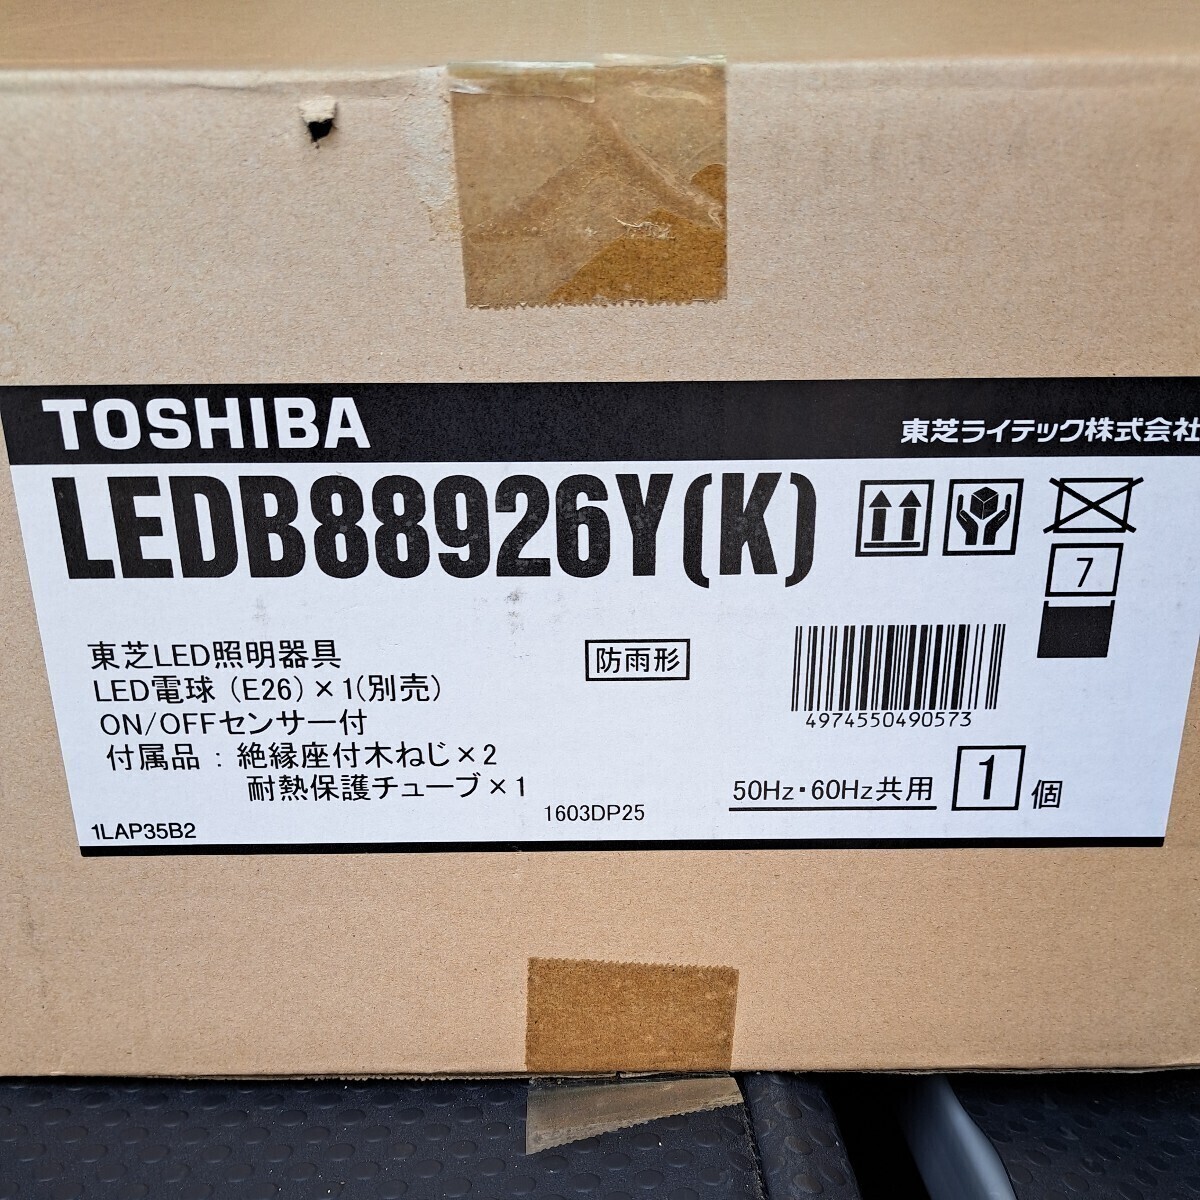 TOSHIBA
東芝ライテック株式会社
LEDB88926Y(K)
7
東芝LED照明器具
防雨形
LED電球(E26)×1(別売)
ON/OFFセンサー付
4974550490573
付属品:絶縁座付木ねじ×2
耐熱保護チューブ×1
50Hz・60Hz共用
1個
1603DP25
1LAP35B2